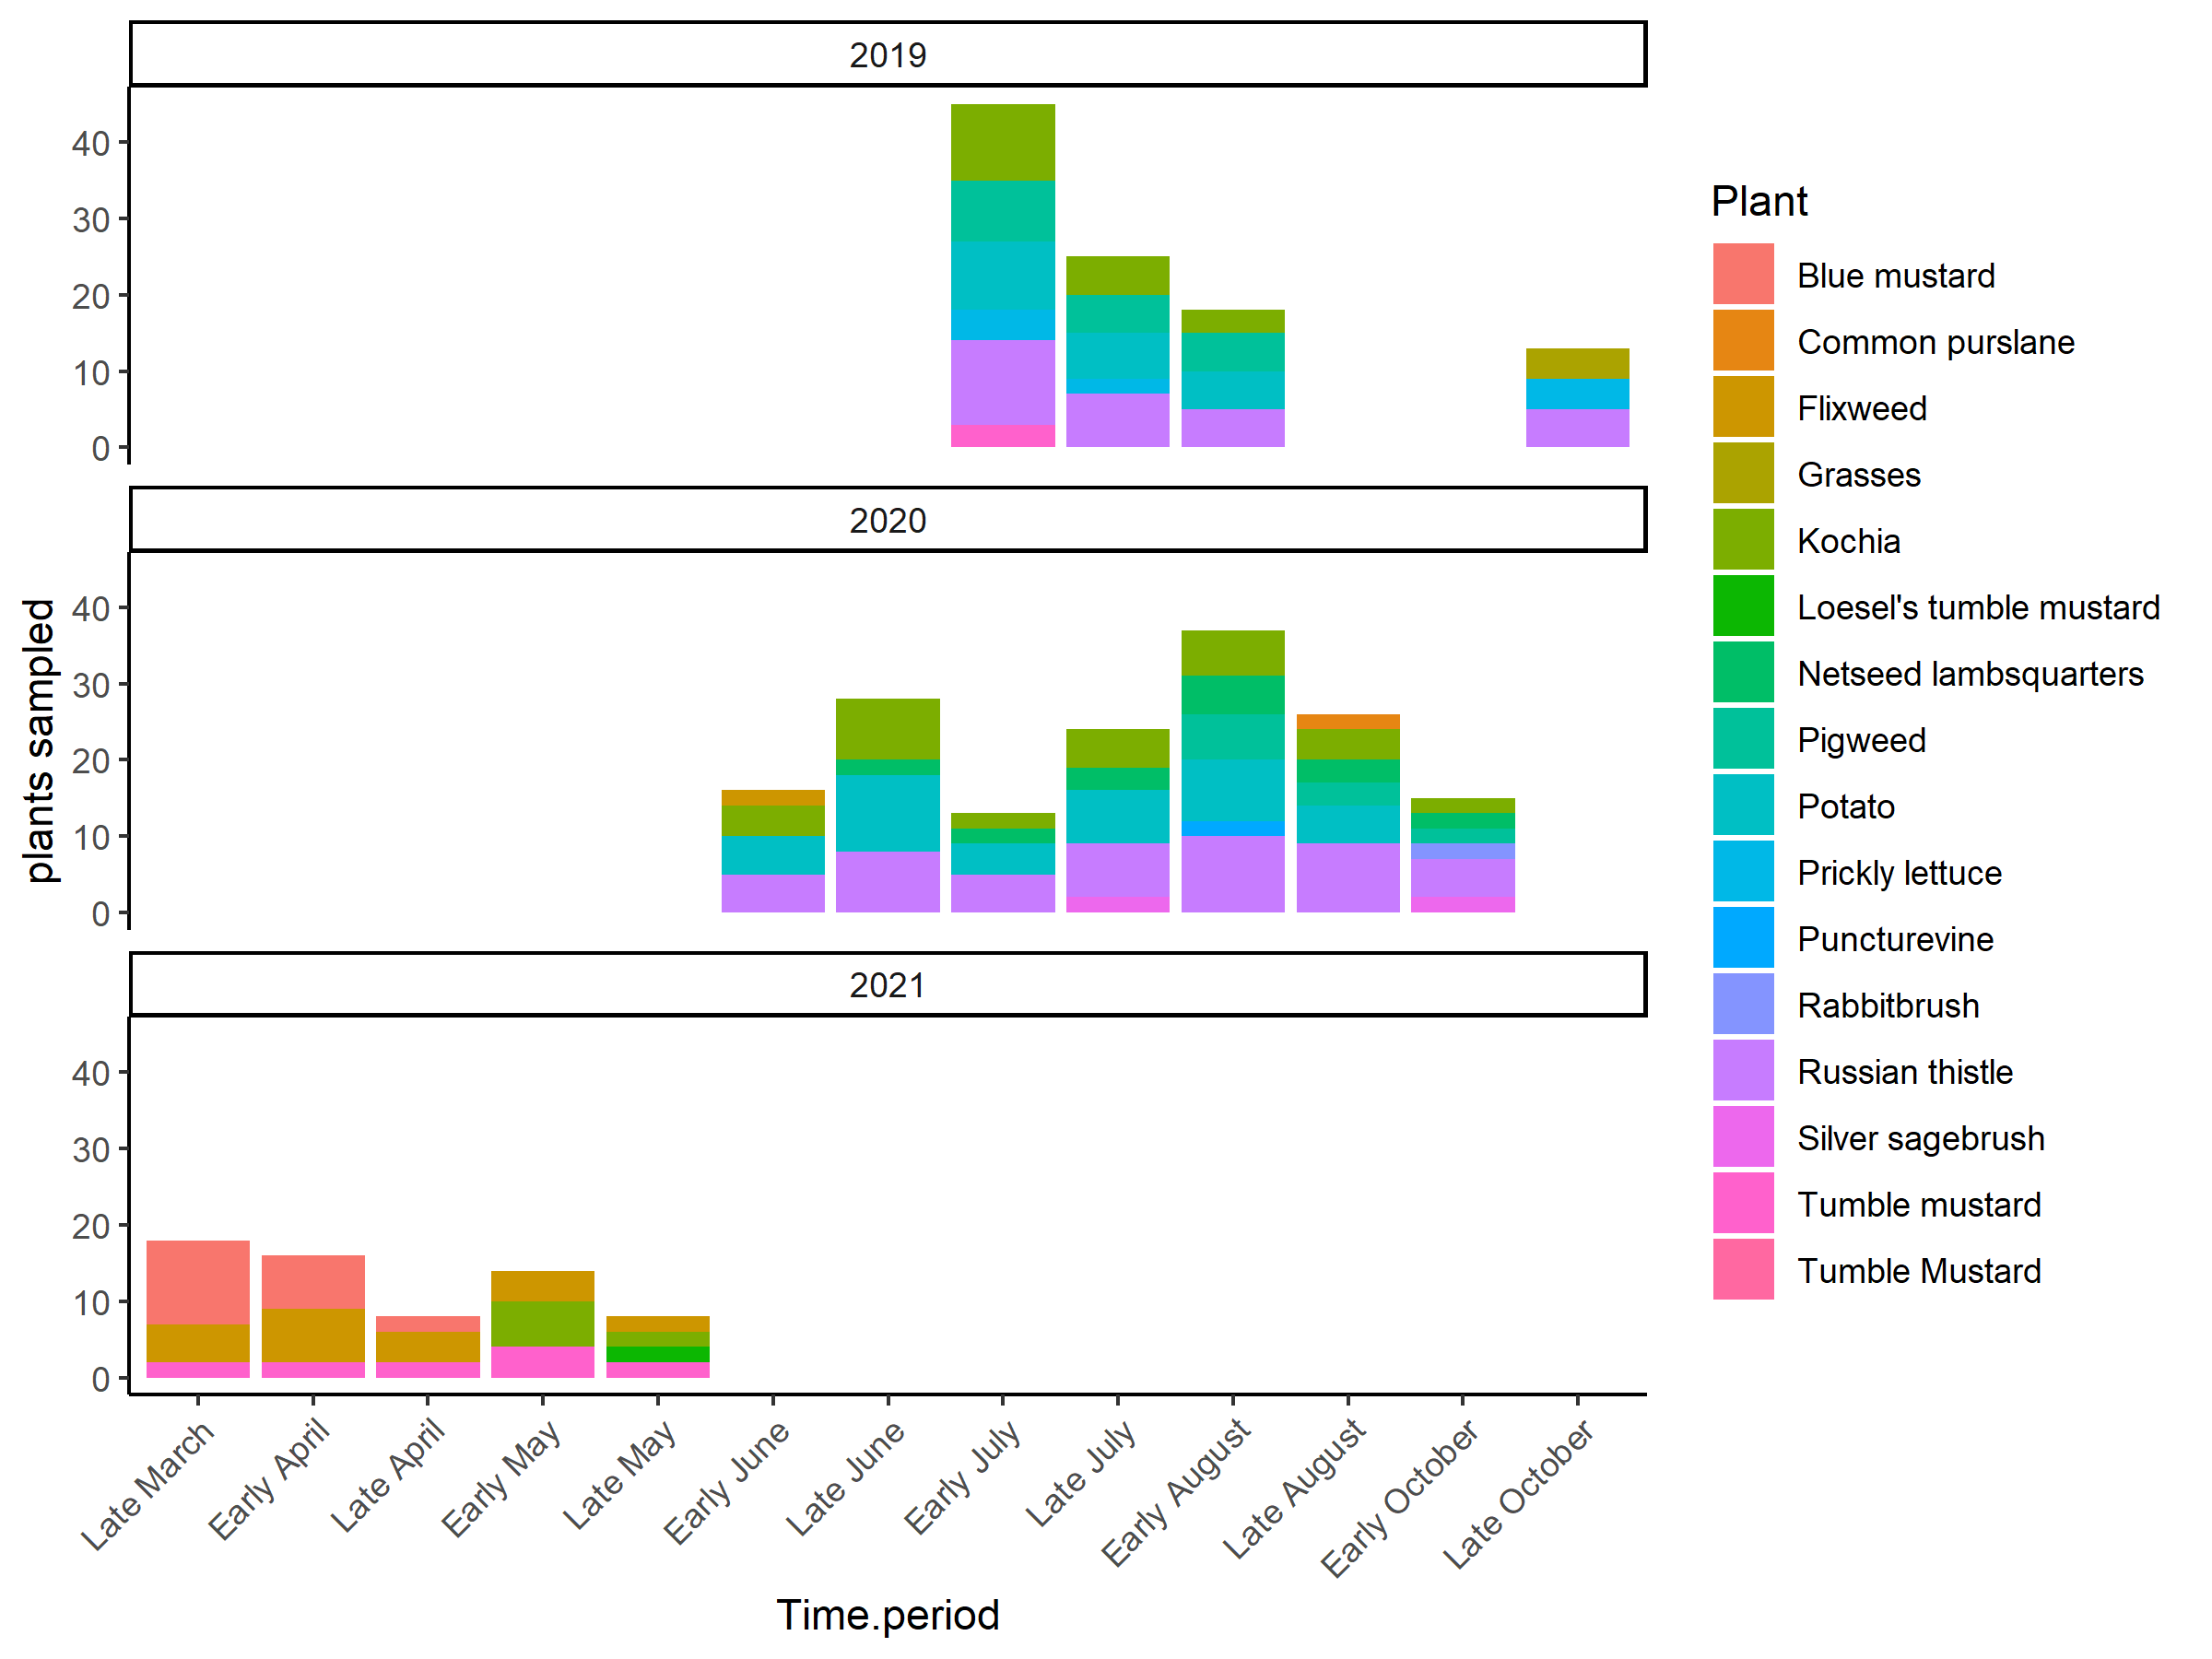 2019
40
30
20
10
0
2020
40
30
20
10
0
2021
40
30
20
10
0
plants sampled
Late March
Early April
Late April
Early May
Late May
Early June
Late June
Early July
Late July
Early August
Late August
Early October
Late October
Time.period
Plant
Blue mustard
Common purslane
Flixweed
Grasses
Kochia
Loesel's tumble mustard
Netseed lambsquarters
Pigweed
Potato
Prickly lettuce
Puncturevine
Rabbitbrush
Russian thistle
Silver sagebrush
Tumble mustard
Tumble Mustard